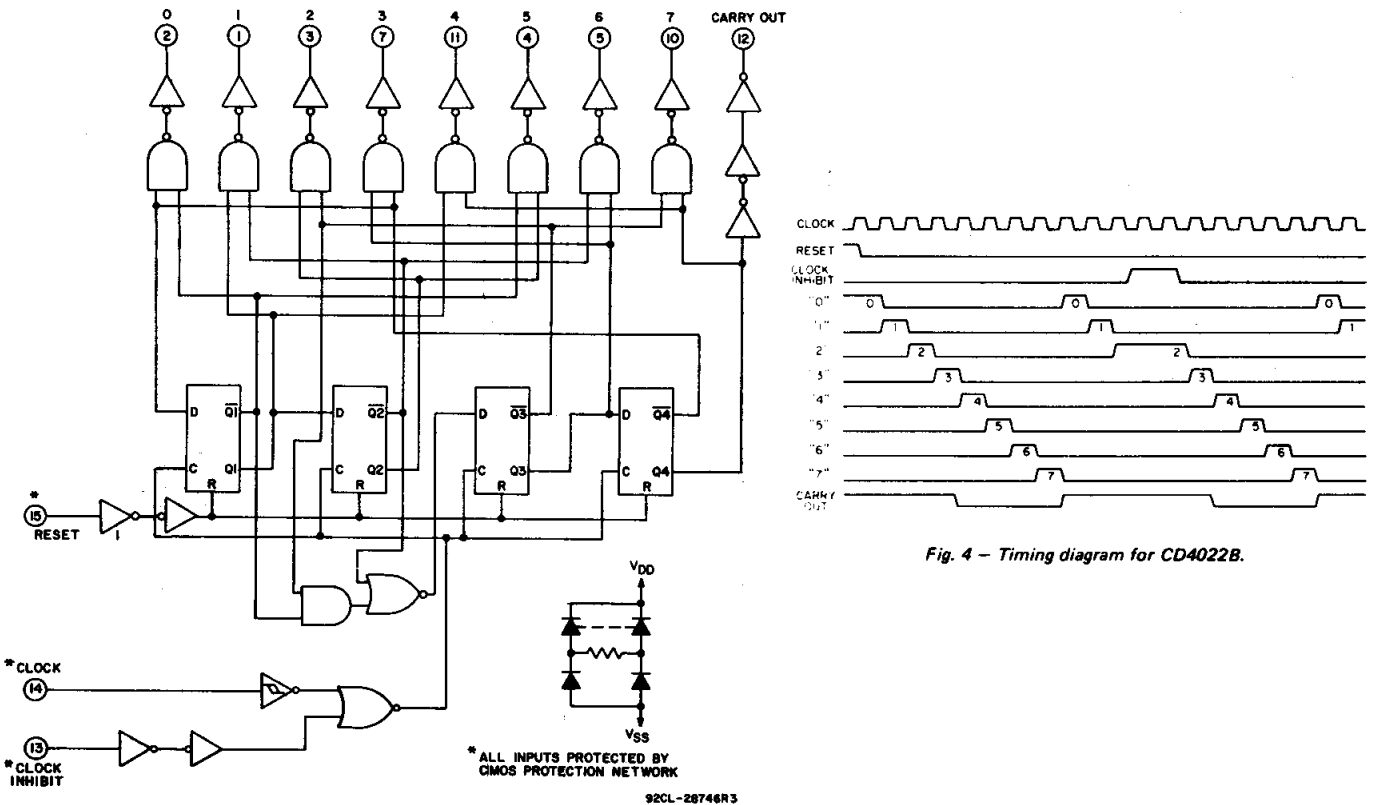 0 1 2 3 4 5 6 7 CARRY OUT
2 1 3 7 11 4 5 10 12
D Q1 C Q1 R
D Q2 C Q2 R
D Q3 C Q3 R
D Q4 C Q4 R
* 15 RESET
1
* CLOCK
14
13
* CLOCK
INHIBIT
VDD
VSS
* ALL INPUTS PROTECTED BY
CMOS PROTECTION NETWORK
92CL-28746R3
CLOCK
RESET
CLOCK
INHIBIT
"0" 0 0 0
"1" 1 1 1
2" 2 2
"3" 3 3
"4" 4 4
"5" 5 5
"6" 6 6
"7" 7 7
CARRY
OUT
Fig. 4 – Timing diagram for CD4022B.